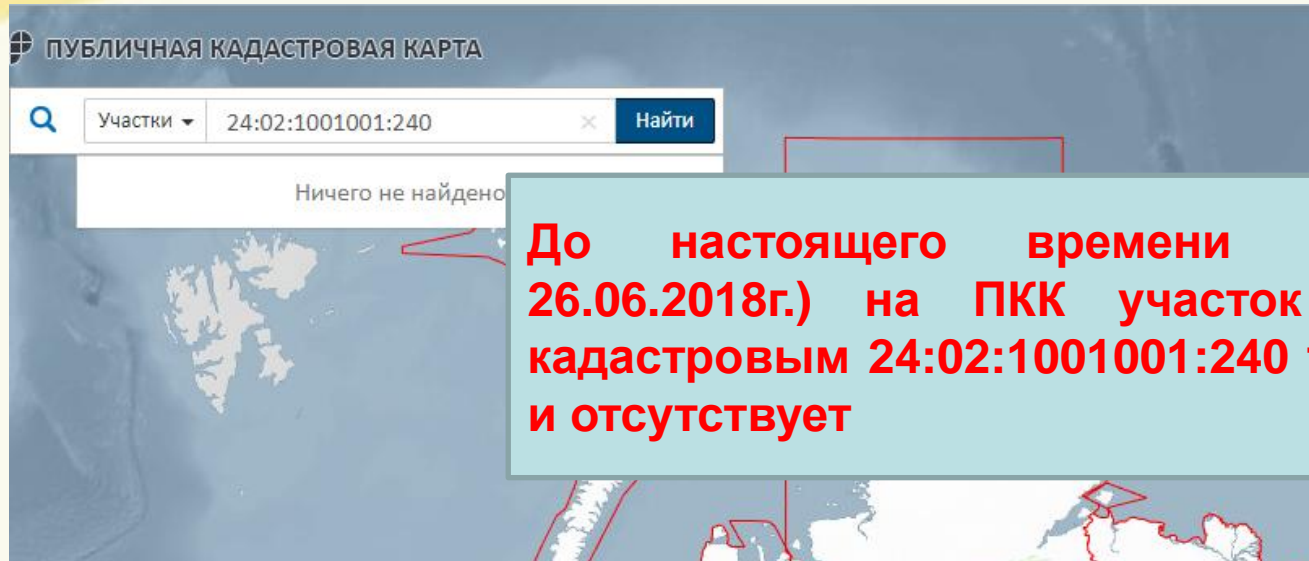 ПУБЛИЧНАЯ КАДАСТРОВАЯ КАРТА
Участки 24:02:1001001:240 × Найти
Ничего не найдено
До настоящего времени
26.06.2018г.) на ПКК участок
кадастровым 24:02:1001001:240
и отсутствует